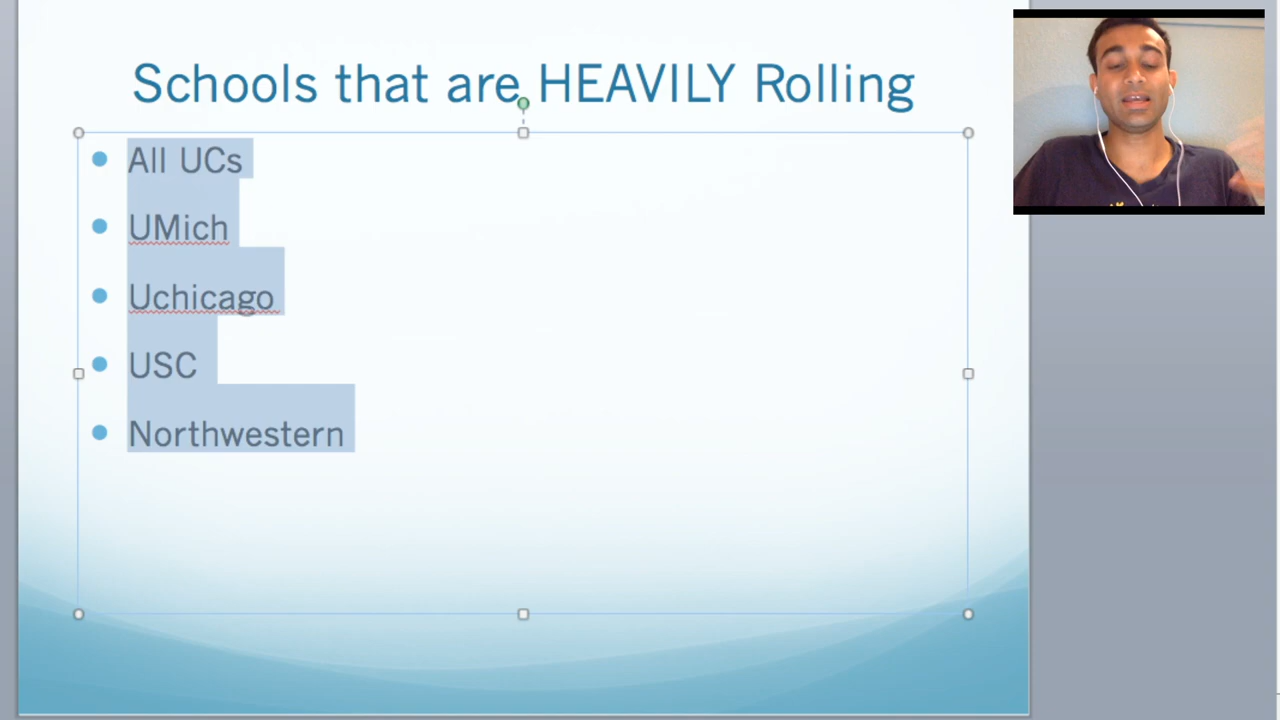 Schools that are HEAVILY Rolling
All UCs
UMich
Uchicago
USC
Northwestern